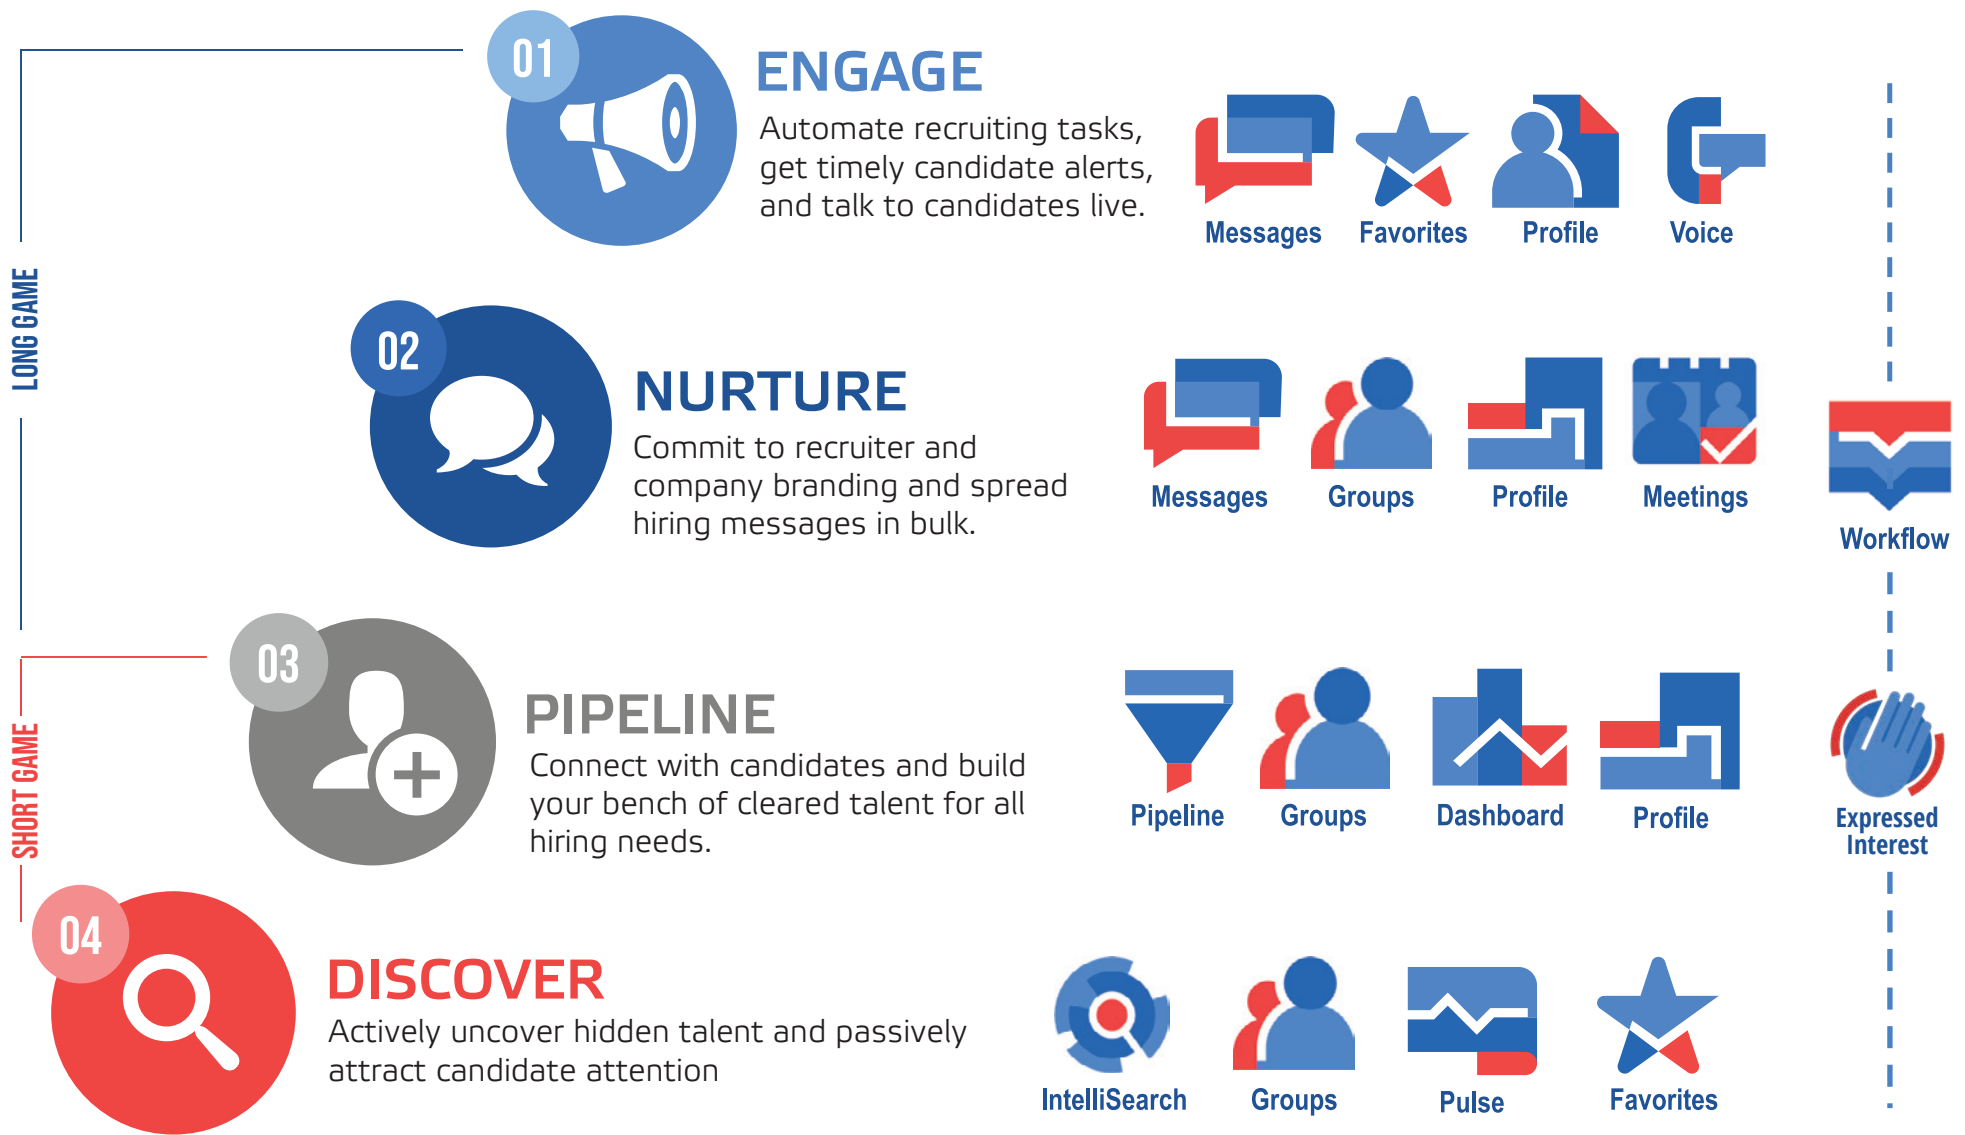 01
ENGAGE
Automate recruiting tasks,
get timely candidate alerts,
and talk to candidates live.
Messages
Favorites
Profile
Voice
LONG GAME
02
NURTURE
Commit to recruiter and
company branding and spread
hiring messages in bulk.
Messages
Groups
Profile
Meetings
Workflow
03
PIPELINE
Connect with candidates and build
your bench of cleared talent for all
hiring needs.
Pipeline
Groups
Dashboard
Profile
Expressed
Interest
SHORT GAME
04
DISCOVER
Actively uncover hidden talent and passively
attract candidate attention
IntelliSearch
Groups
Pulse
Favorites